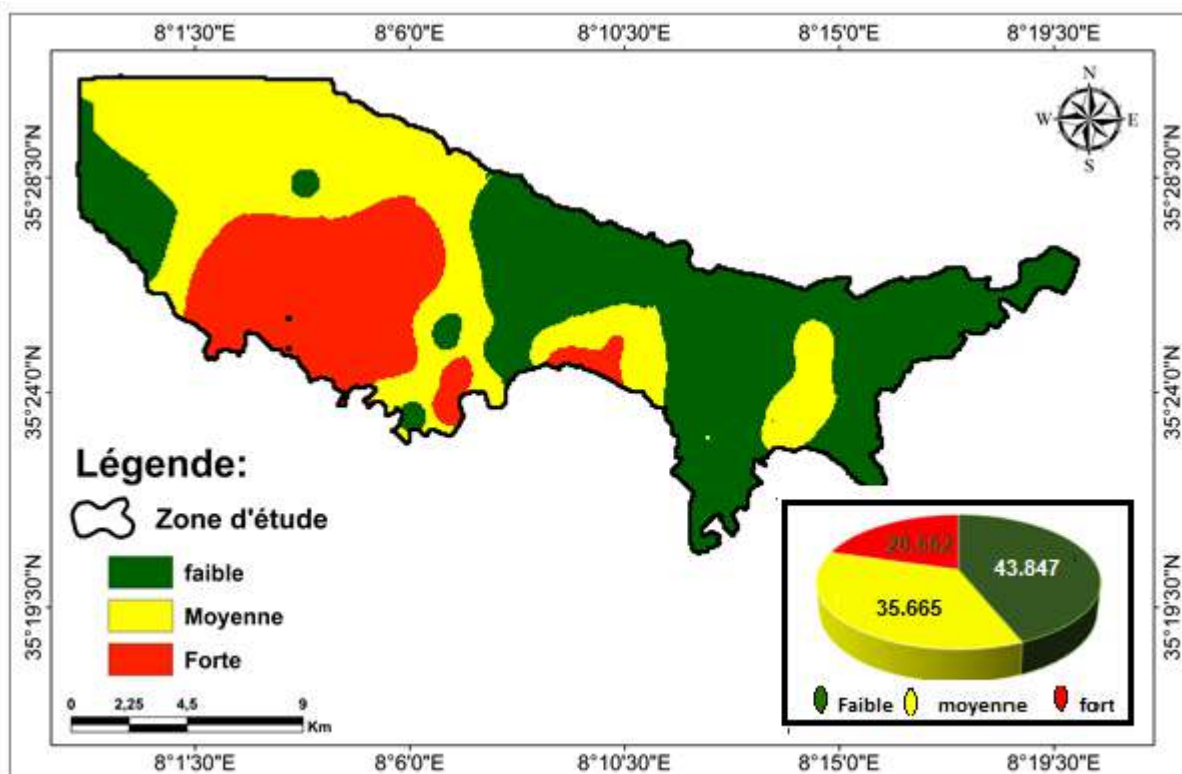 8°1'30"E 8°6'0"E 8°10'30"E 8°15'0"E 8°19'30"E
N
W E
S
35°28'30"N 35°28'30"N
35°24'0"N 35°24'0"N
35°19'30"N 35°19'30"N
Légende:
Zone d'étude
faible
Moyenne
Forte
0 2,25 4,5 9
Km
43.847
35.665
Faible moyenne fort
8°1'30"E 8°6'0"E 8°10'30"E 8°15'0"E 8°19'30"E